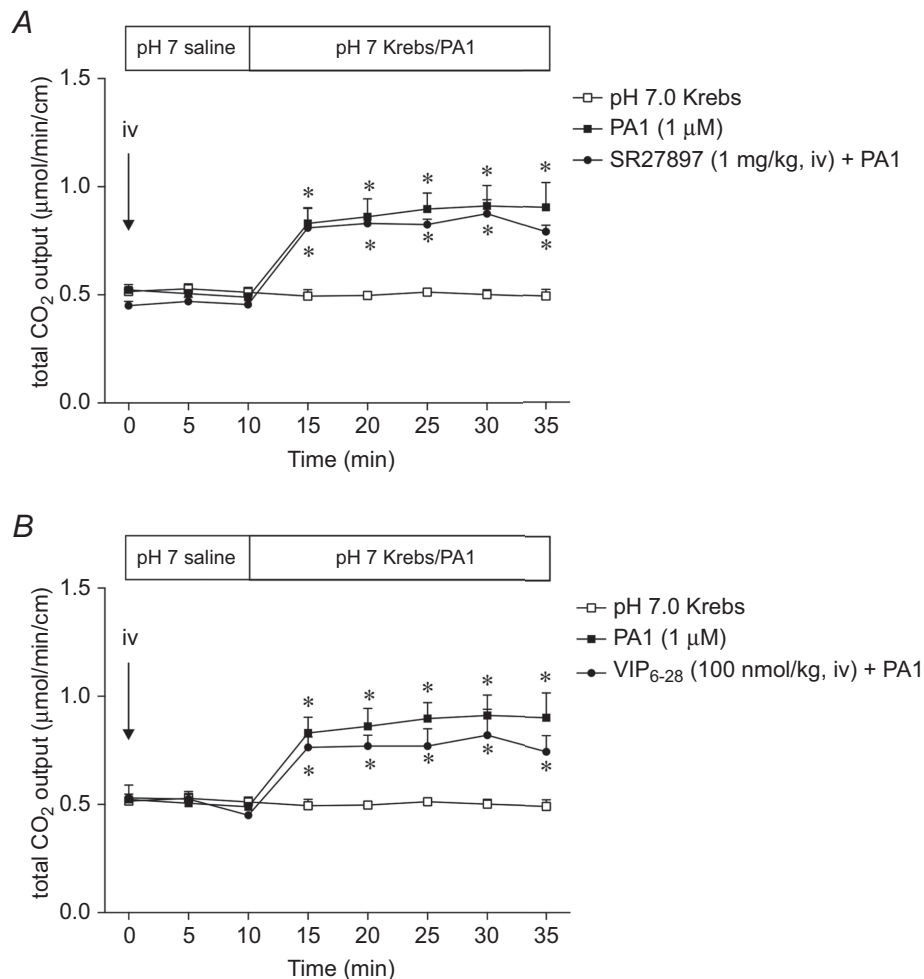 A
pH 7 saline pH 7 Krebs/PA1
1.5
1.0
0.5
0.0
total CO2 output (μmol/min/cm)
iv
* * * * *
* * * * *
0 5 10 15 20 25 30 35
Time (min)
pH 7.0 Krebs
PA1 (1 μM)
SR27897 (1 mg/kg, iv) + PA1
B
pH 7 saline pH 7 Krebs/PA1
1.5
1.0
0.5
0.0
total CO2 output (μmol/min/cm)
iv
* * * * *
* * * * *
0 5 10 15 20 25 30 35
Time (min)
pH 7.0 Krebs
PA1 (1 μM)
VIP6-28 (100 nmol/kg, iv) + PA1